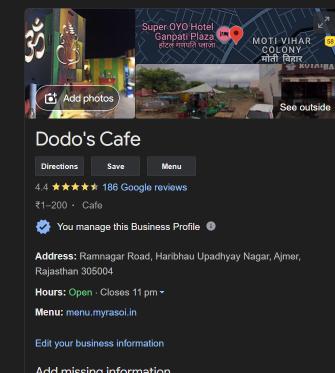 ॐ
Super OYO Hotel
Ganpati Plaza
होटल गणपति प्लाजा
MOTI VIHAR
COLONY
मोती विहार
58
Add photos
See outside
Dodo's Cafe
Directions
Save
Menu
4.4 ★★★★★ 186 Google reviews
₹1–200 · Cafe
You manage this Business Profile
Address: Ramnagar Road, Haribhau Upadhyay Nagar, Ajmer,
Rajasthan 305004
Hours: Open · Closes 11 pm
Menu: menu.myrasoi.in
Edit your business information
Add missing information